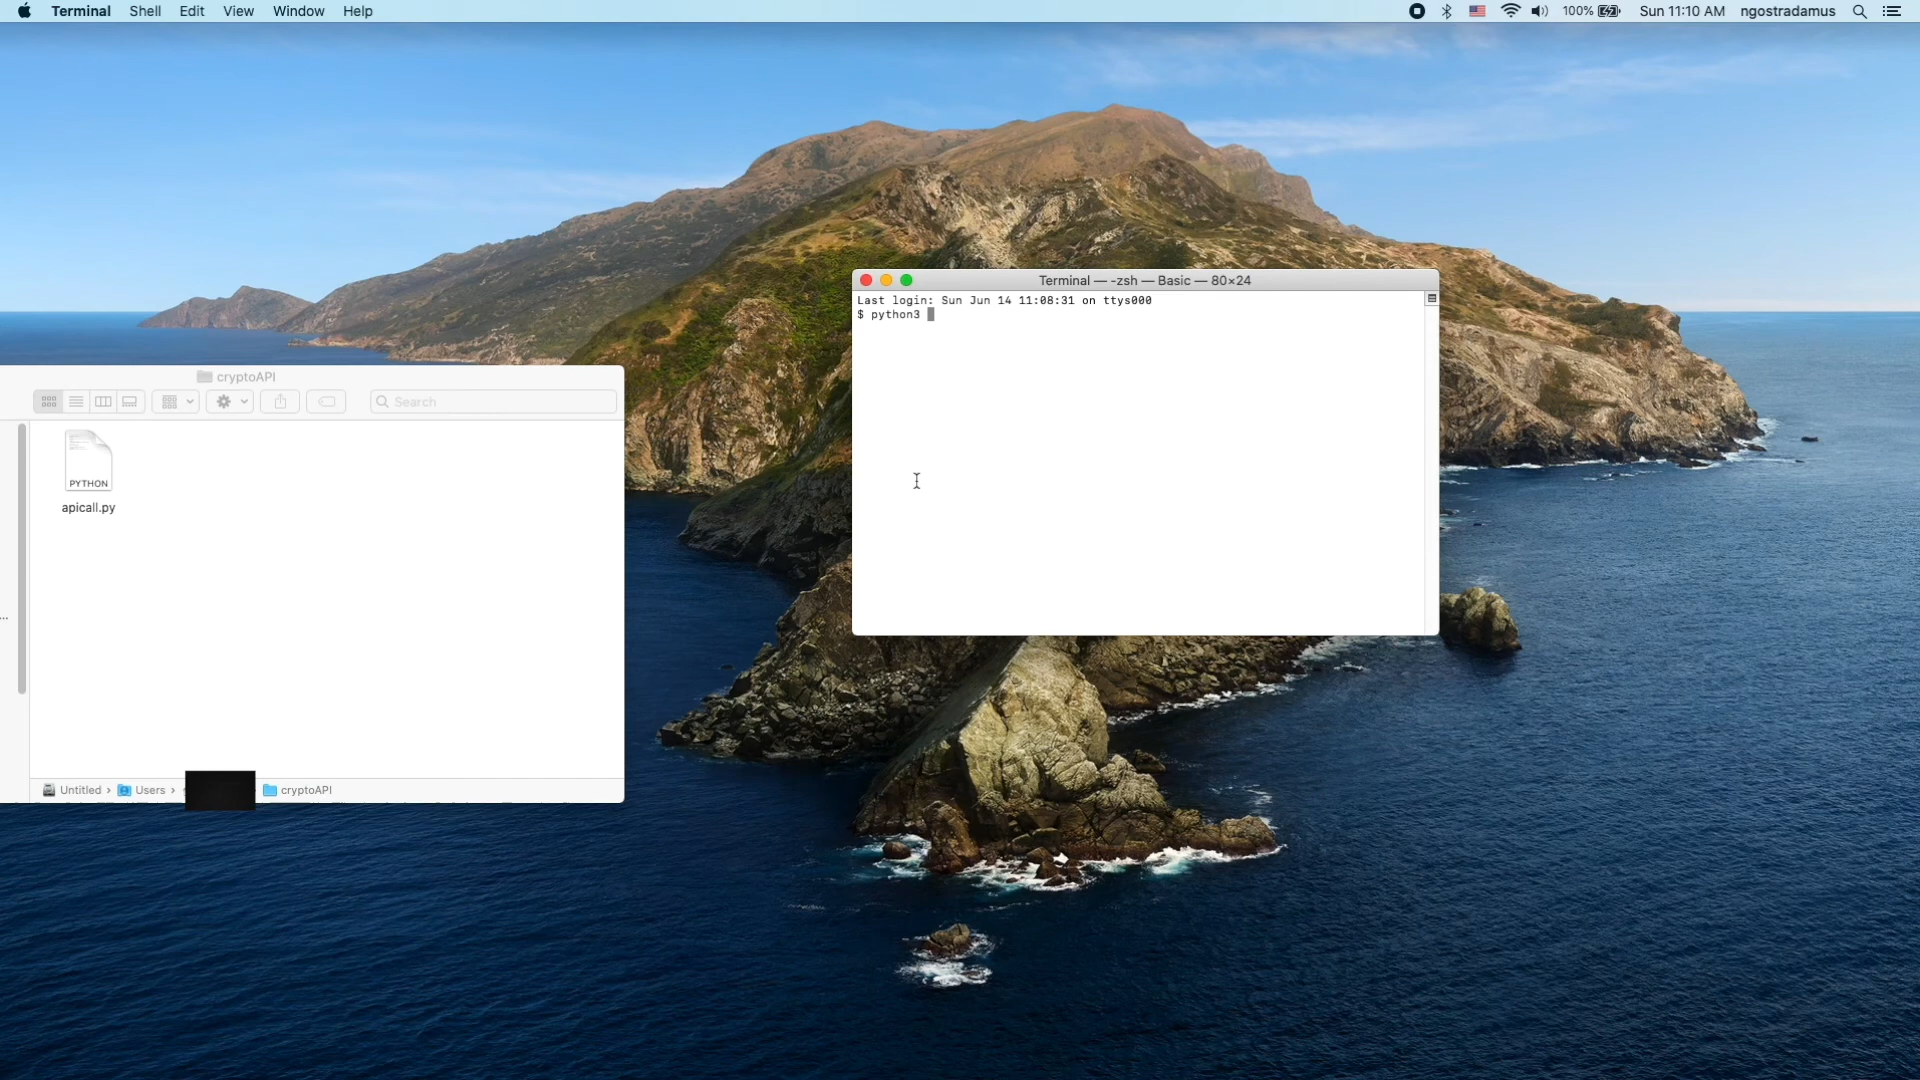 Terminal Shell Edit View Window Help 100% Sun 11:10 AM ngostradamus
Terminal — -zsh — Basic — 80×24
Last login: Sun Jun 14 11:08:31 on ttys000
$ python3
cryptoAPI
Search
PYTHON
apicall.py
...
Untitled › Users › cryptoAPI